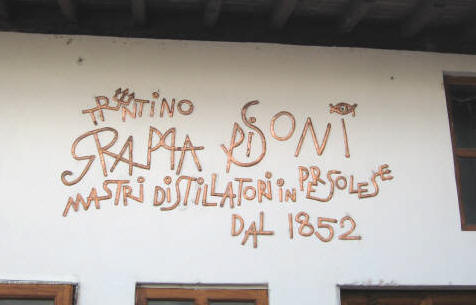 TRENTINO
GRAPPA PISONI
MASTRI DISTILLATORI in PERGOLESE
DAL 1852